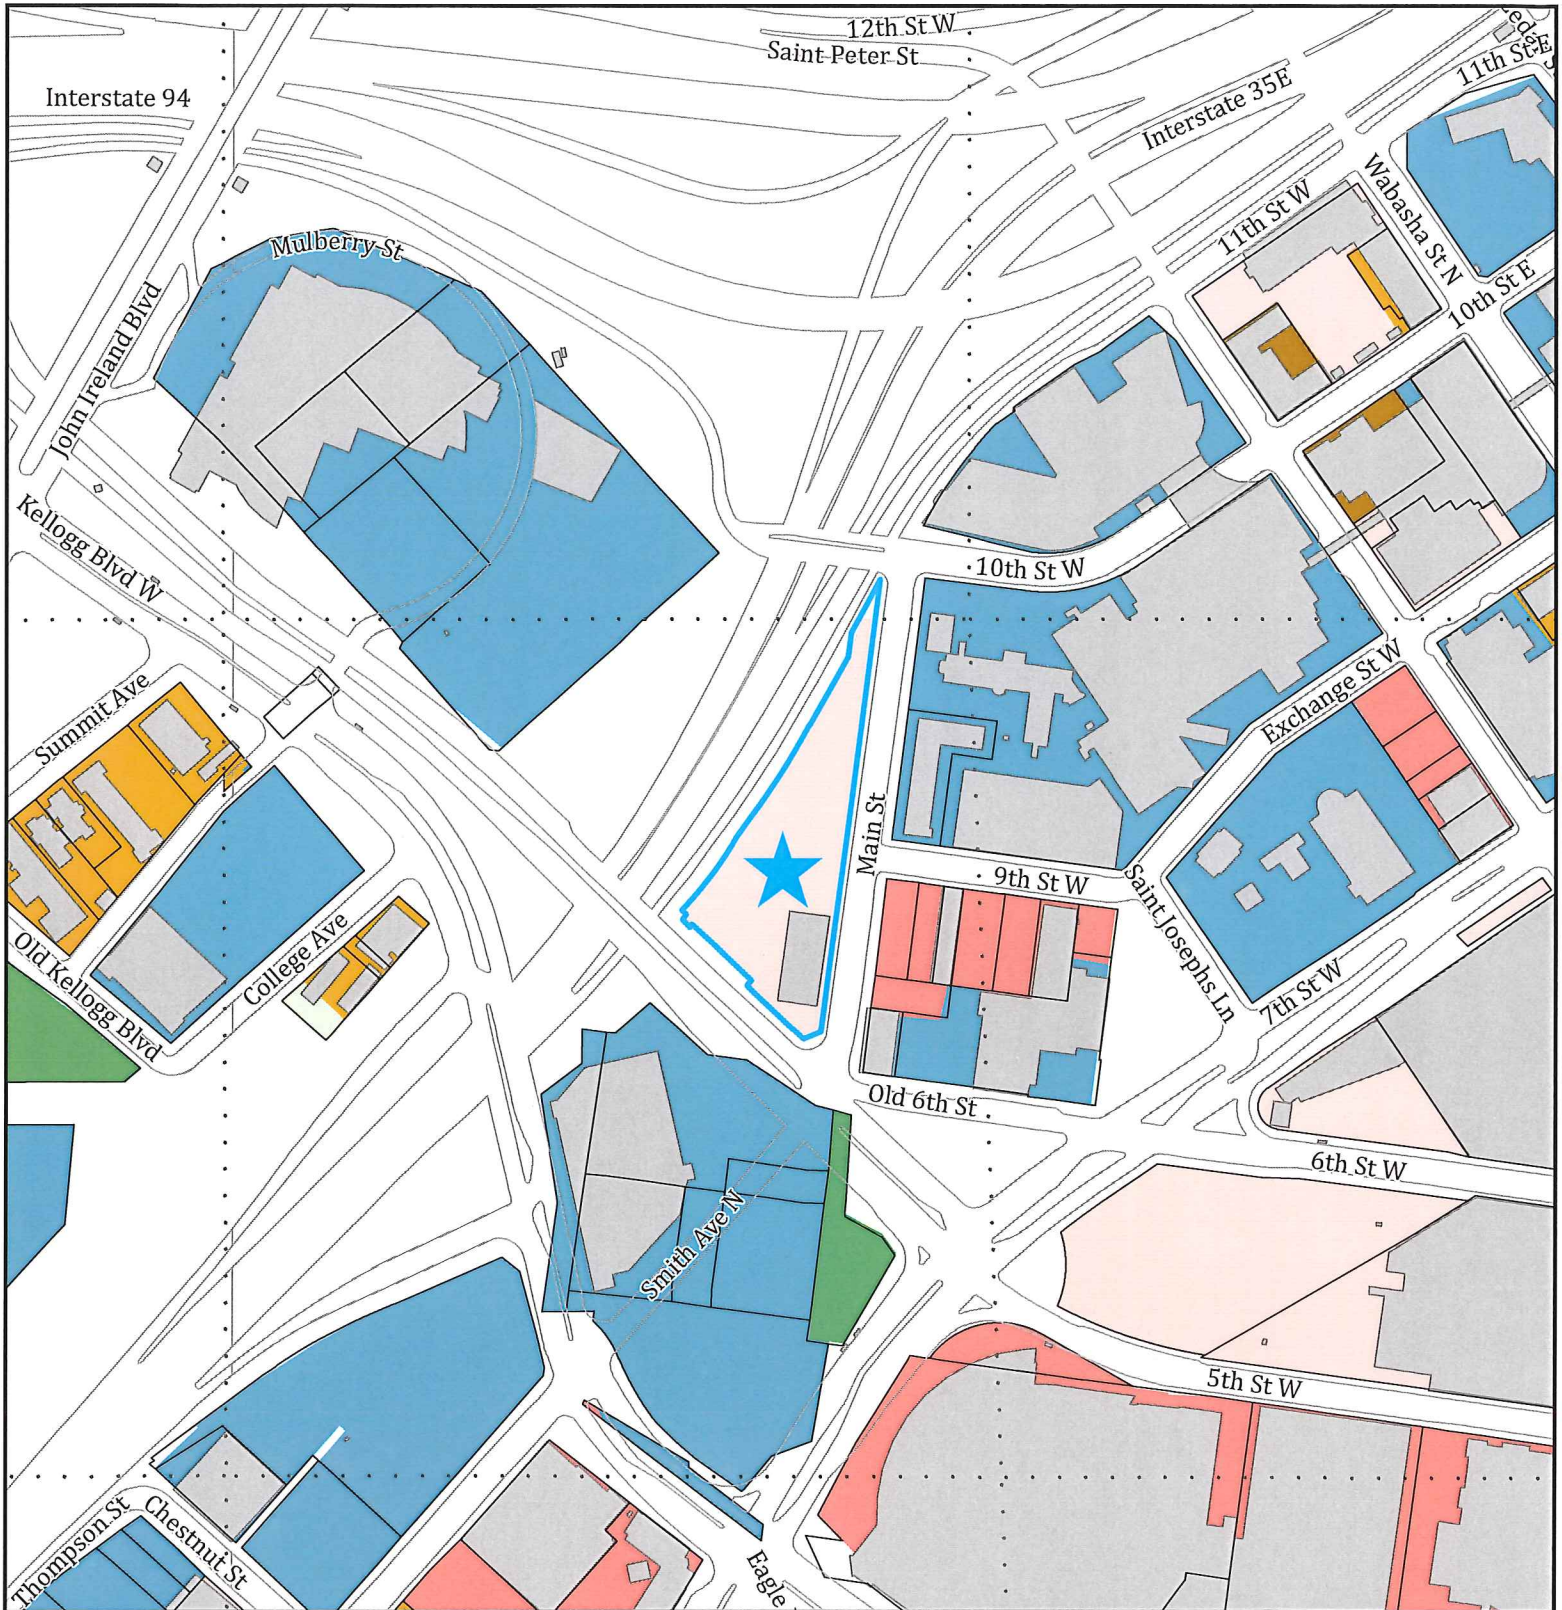 12th St W
Saint Peter St
11th St E
Interstate 94
Interstate 35E
Wabasha St N
11th St W
Mulberry St
10th St E
John Ireland Blvd
Kellogg Blvd W
10th St W
Exchange St W
Summit Ave
Main St
9th St W
Saint Josephs Ln
College Ave
Old Kellogg Blvd
7th St W
Old 6th St
6th St W
Smith Ave N
5th St W
Thompson St
Chestnut St
Eagle